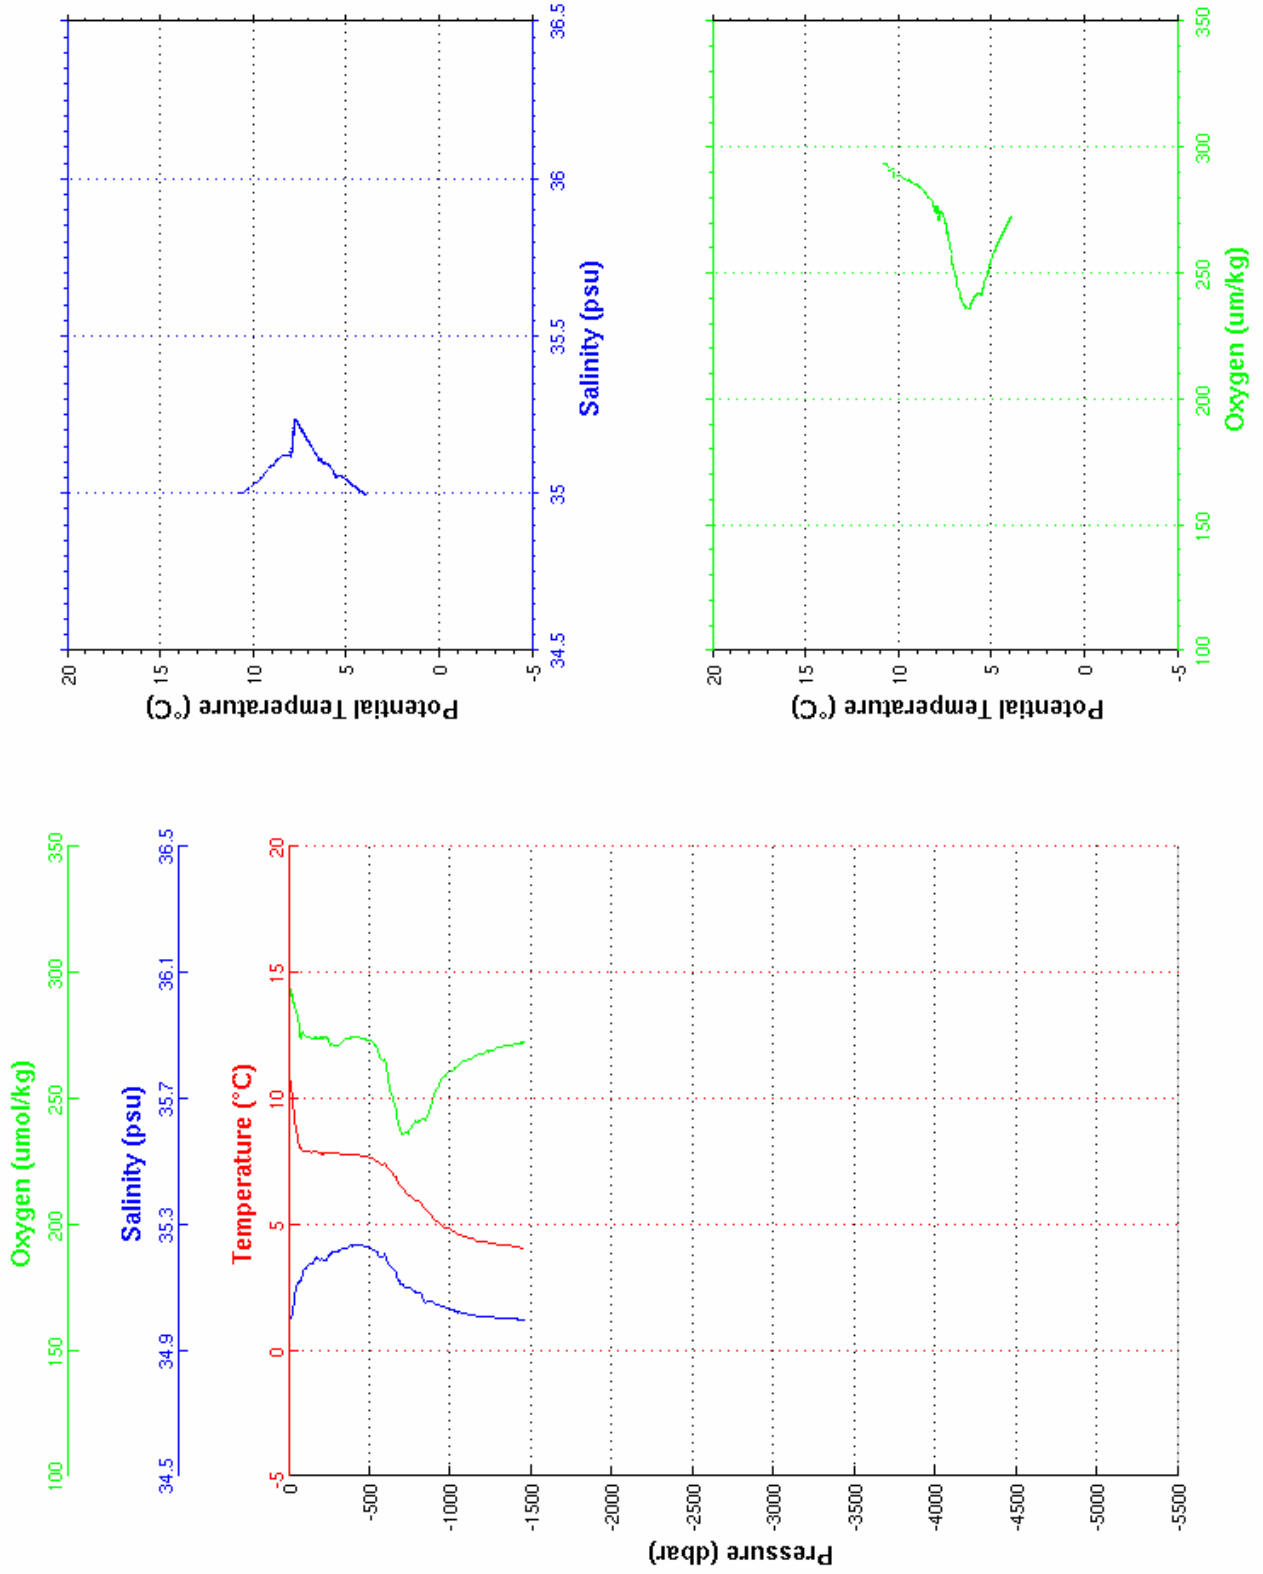 Oxygen (umol/kg)
100 150 200 250 300 350
Salinity (psu)
34.5 34.9 35.3 35.7 36.1 36.5
Temperature (°C)
-5 0 5 10 15 20
0
-500
-1000
-1500
-2000
-2500
-3000
-3500
-4000
-4500
-5000
-5500
Pressure (dbar)
20
15
10
5
0
-5
Potential Temperature (°C)
34.5 35 35.5 36 36.5
Salinity (psu)
20
15
10
5
0
-5
Potential Temperature (°C)
100 150 200 250 300 350
Oxygen (um/kg)